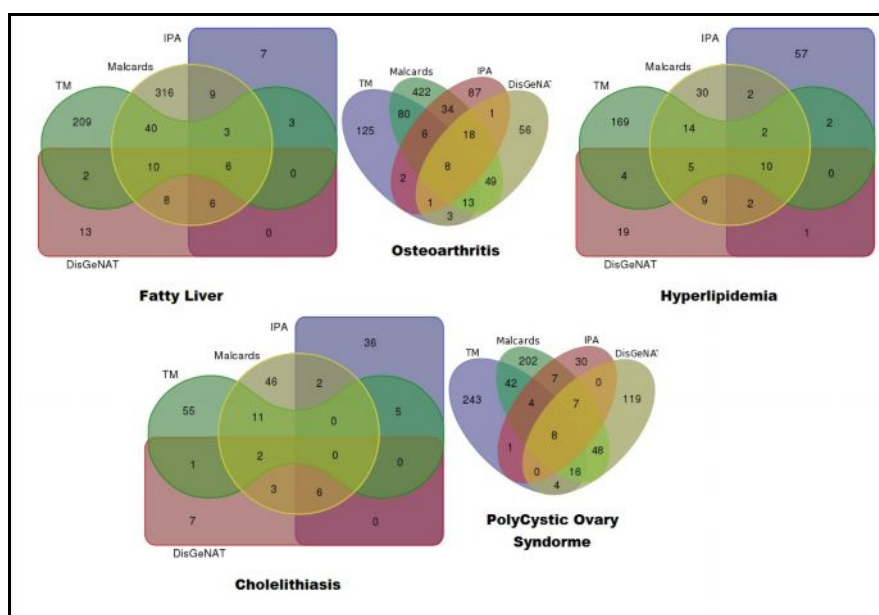 IPA
7
Malcards
TM
316
9
209
40
3
3
10
6
0
2
8
6
13
0
DisGeNAT
Fatty Liver
IPA
Malcards
DisGeNAT
TM
422
87
80
34
1
125
6
18
56
8
2
49
1
13
3
Osteoarthritis
IPA
57
Malcards
TM
30
2
169
14
2
2
5
10
0
4
9
2
19
1
DisGeNAT
Hyperlipidemia
IPA
36
Malcards
TM
46
2
55
11
0
5
2
0
0
1
3
6
7
0
DisGeNAT
Cholelithiasis
Malcards
IPA
TM
DisGeNAT
202
30
42
7
0
243
4
7
119
8
1
48
0
16
4
PolyCystic Ovary
Syndorme